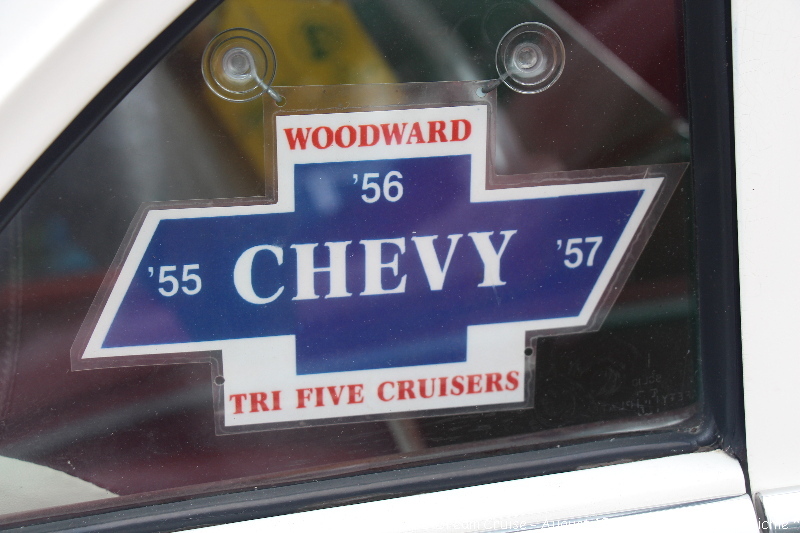 WOODWARD
'56
'55 CHEVY '57
TRI FIVE CRUISERS